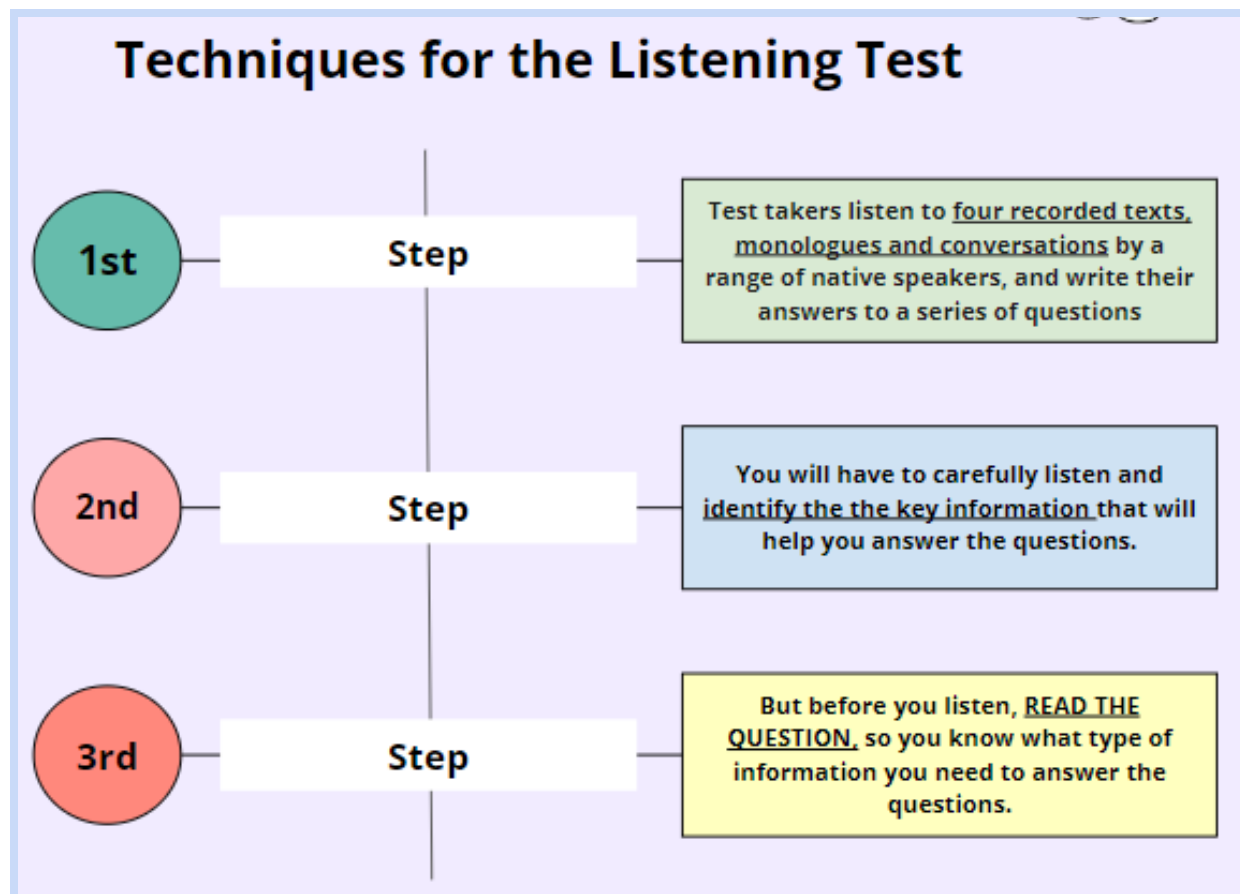 Techniques for the Listening Test
1st
Step
Test takers listen to four recorded texts,
monologues and conversations by a
range of native speakers, and write their
answers to a series of questions
2nd
Step
You will have to carefully listen and
identify the the key information that will
help you answer the questions.
3rd
Step
But before you listen, READ THE
QUESTION, so you know what type of
information you need to answer the
questions.